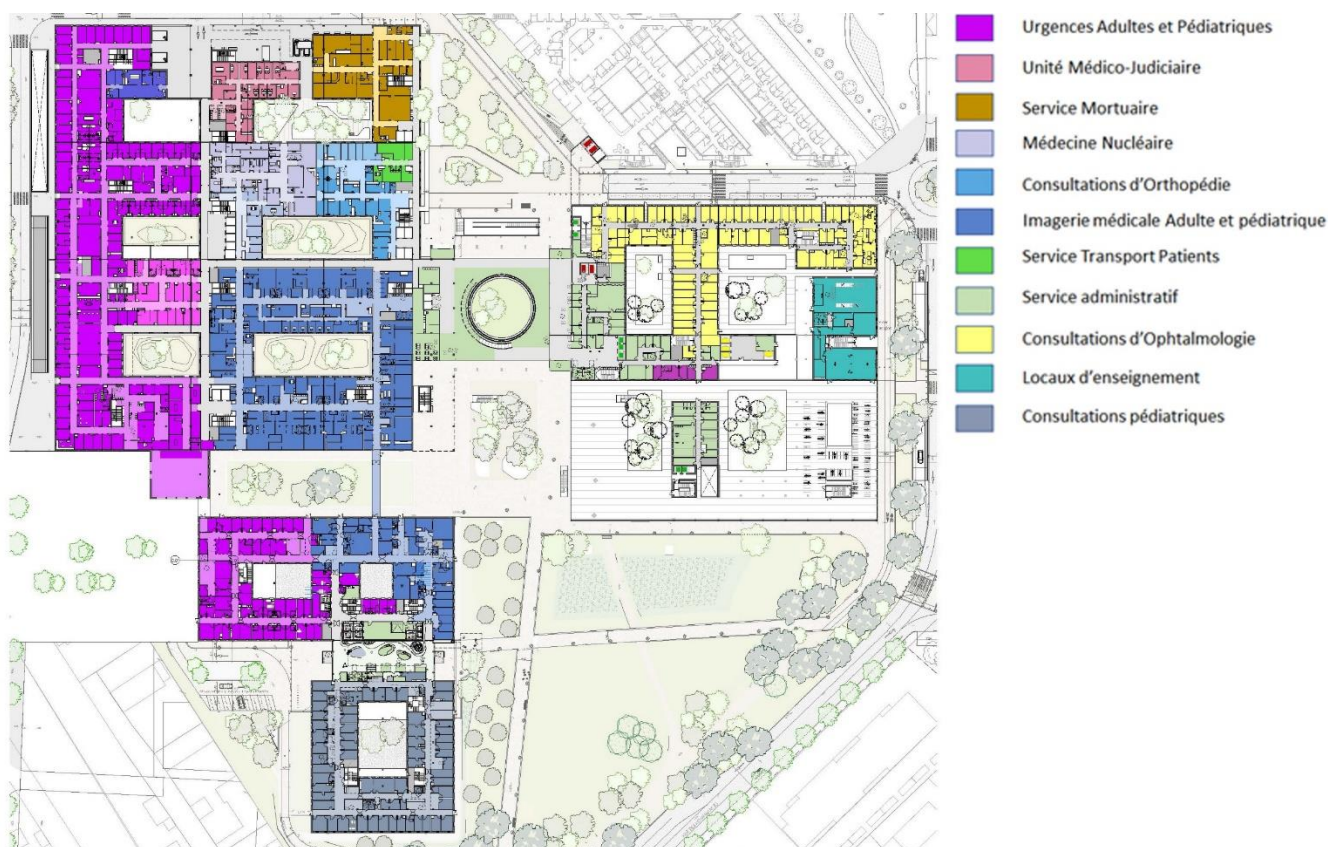 Urgences Adultes et Pédiatriques
Unité Médico-Judiciaire
Service Mortuaire
Médecine Nucléaire
Consultations d'Orthopédie
Imagerie médicale Adulte et pédiatrique
Service Transport Patients
Service administratif
Consultations d'Ophtalmologie
Locaux d'enseignement
Consultations pédiatriques